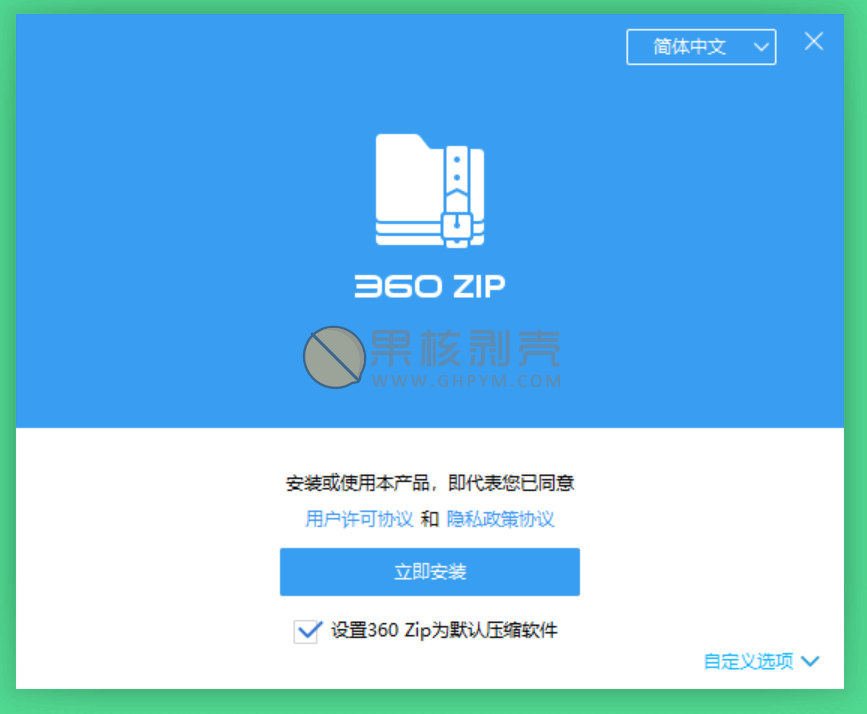 简体中文
360 ZIP
果核剥壳
WWW.GHPYM.COM
安装或使用本产品，即代表您已同意
用户许可协议 和 隐私政策协议
立即安装
设置360 Zip为默认压缩软件
自定义选项